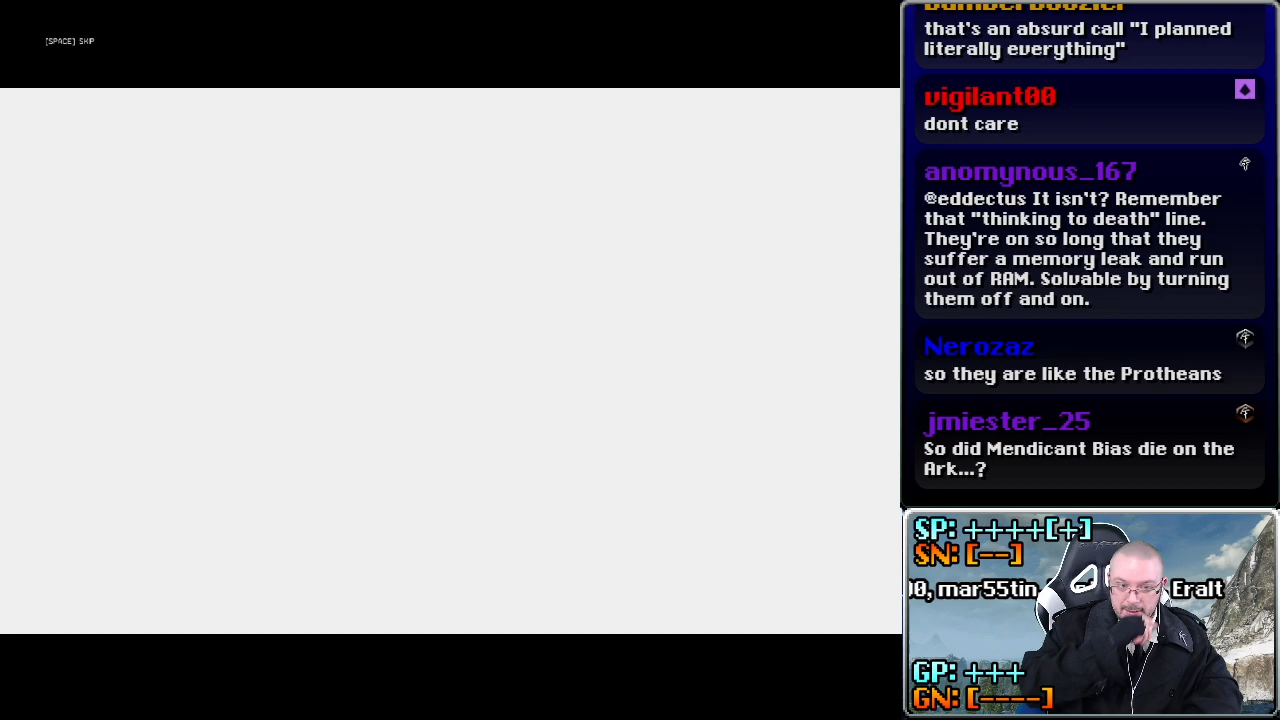 [SPACE] SKIP
that's an absurd call "I planned
literally everything"
vigilant00
dont care
anomynous_167
@eddectus It isn't? Remember
that "thinking to death" line.
They're on so long that they
suffer a memory leak and run
out of RAM. Solvable by turning
them off and on.
Nerozaz
so they are like the Protheans
jmiester_25
So did Mendicant Bias die on the
Ark...?
SP: ++++[+]
SN: [--]
mar55tin
Eralt
GP: +++
GN: [----]